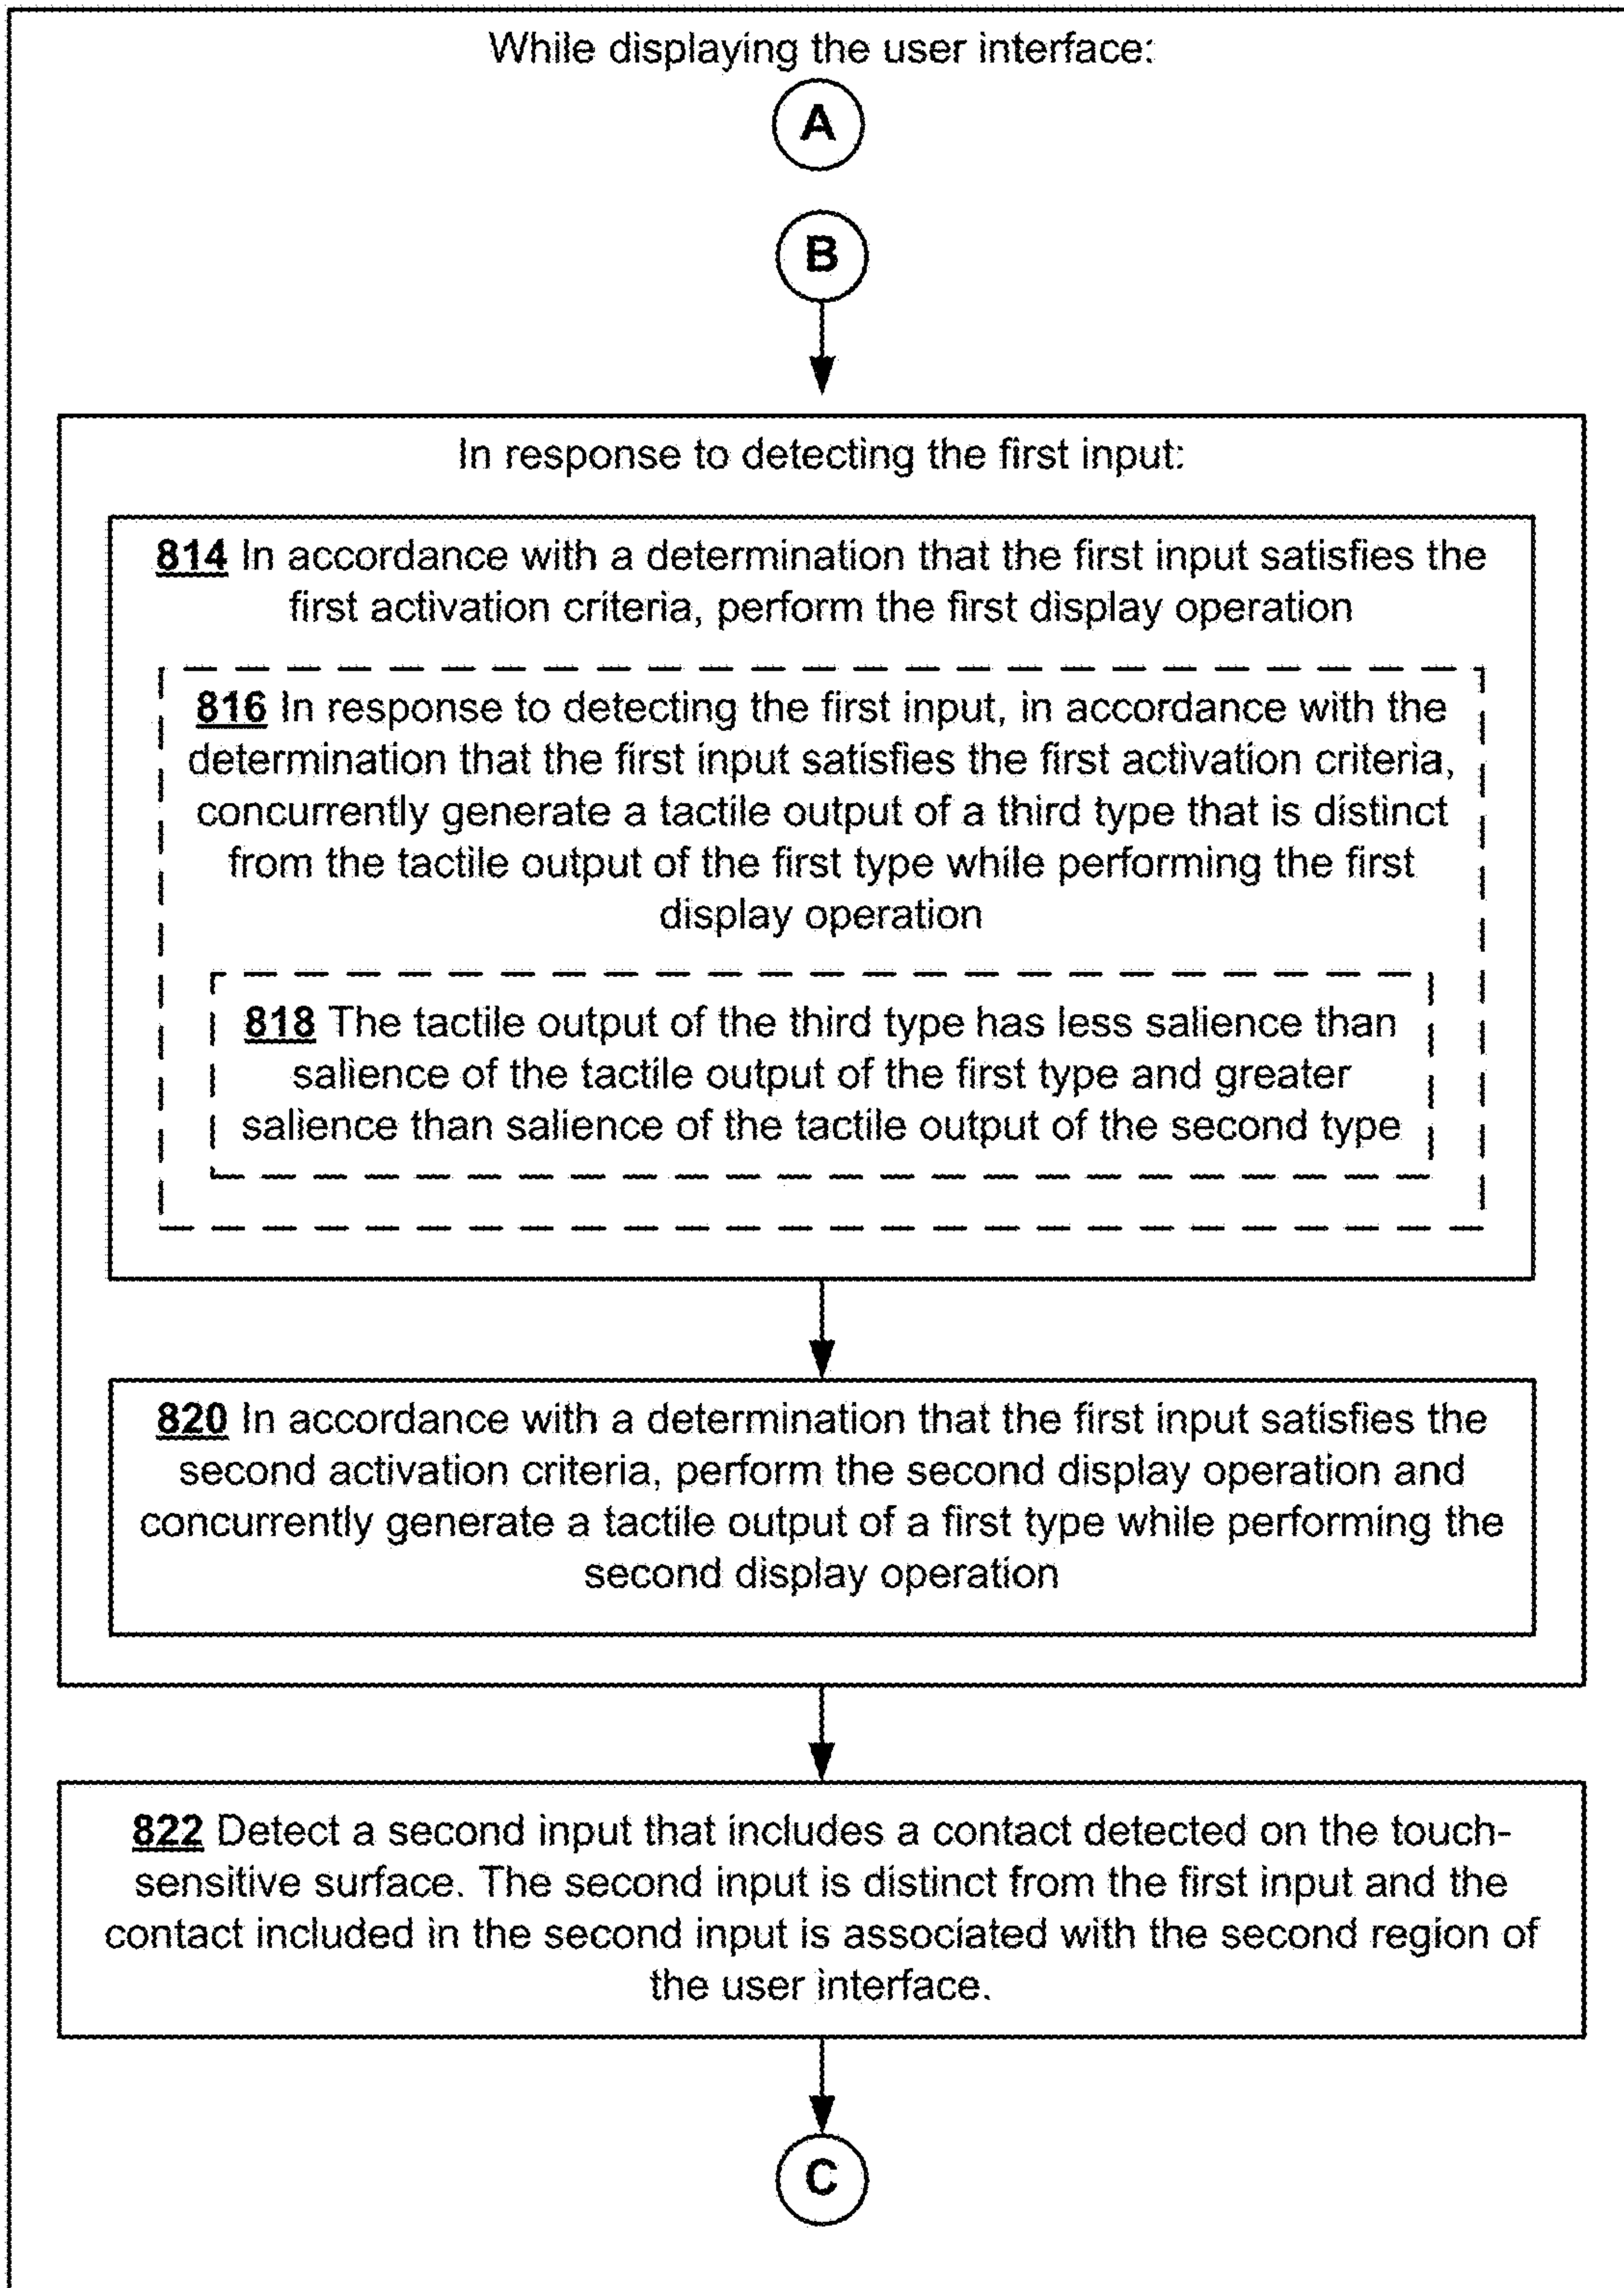 While displaying the user interface:
A
B
In response to detecting the first input:
814 In accordance with a determination that the first input satisfies the
first activation criteria, perform the first display operation
816 In response to detecting the first input, in accordance with the
determination that the first input satisfies the first activation criteria,
concurrently generate a tactile output of a third type that is distinct
from the tactile output of the first type while performing the first
display operation
818 The tactile output of the third type has less salience than
salience of the tactile output of the first type and greater
salience than salience of the tactile output of the second type
820 In accordance with a determination that the first input satisfies the
second activation criteria, perform the second display operation and
concurrently generate a tactile output of a first type while performing the
second display operation
822 Detect a second input that includes a contact detected on the touch-
sensitive surface. The second input is distinct from the first input and the
contact included in the second input is associated with the second region of
the user interface.
C